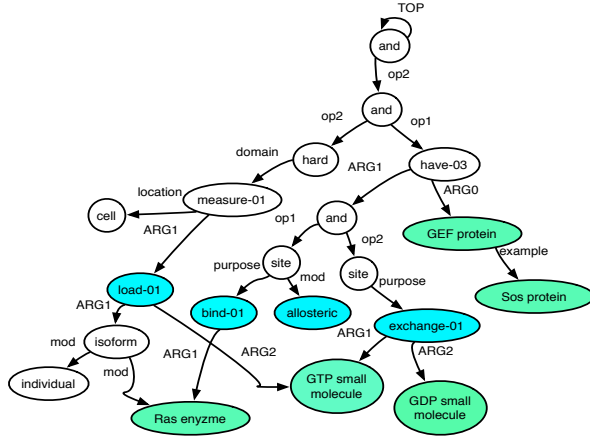 TOP
and
op2
and
op2
op1
hard
domain
ARG1
have-03
location
measure-01
ARG0
cell
op1
and
GEF protein
ARG1
op2
example
site
site
purpose
mod
purpose
load-01
Sos protein
ARG1
bind-01
allosteric
exchange-01
mod
isoform
ARG1
ARG2
ARG1
ARG2
individual
mod
GTP small
molecule
GDP small
molecule
Ras enyzme